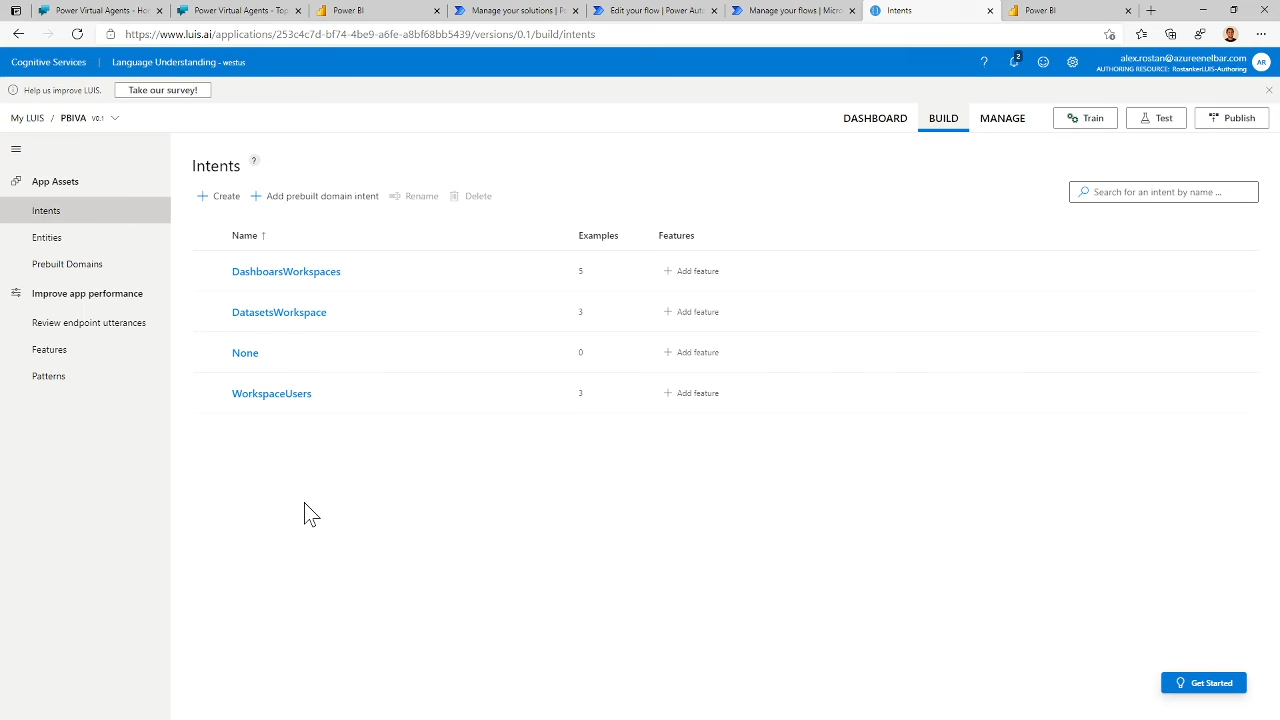 Power Virtual Agents - Hom
Power Virtual Agents - Top
Power BI
Manage your solutions | Po
Edit your flow | Power Auto
Manage your flows | Micros
Intents
Power BI
https://www.luis.ai/applications/253c4c7d-bf74-4be9-a6fe-a8bf68bb5439/versions/0.1/build/intents
Cognitive Services | Language Understanding - westus
? 2
alex.rostan@azureenelbar.com
AUTHORING RESOURCE: RostankerLUIS-Authoring
AR
Help us improve LUIS. Take our survey!
My LUIS / PBIVA V0.1
DASHBOARD BUILD MANAGE Train Test Publish
App Assets
Intents
Entities
Prebuilt Domains
Improve app performance
Review endpoint utterances
Features
Patterns
Intents ?
+ Create + Add prebuilt domain intent Rename Delete
Search for an intent by name ...
Name ↑ Examples Features
DashboarsWorkspaces 5 + Add feature
DatasetsWorkspace 3 + Add feature
None 0 + Add feature
WorkspaceUsers 3 + Add feature
Get Started